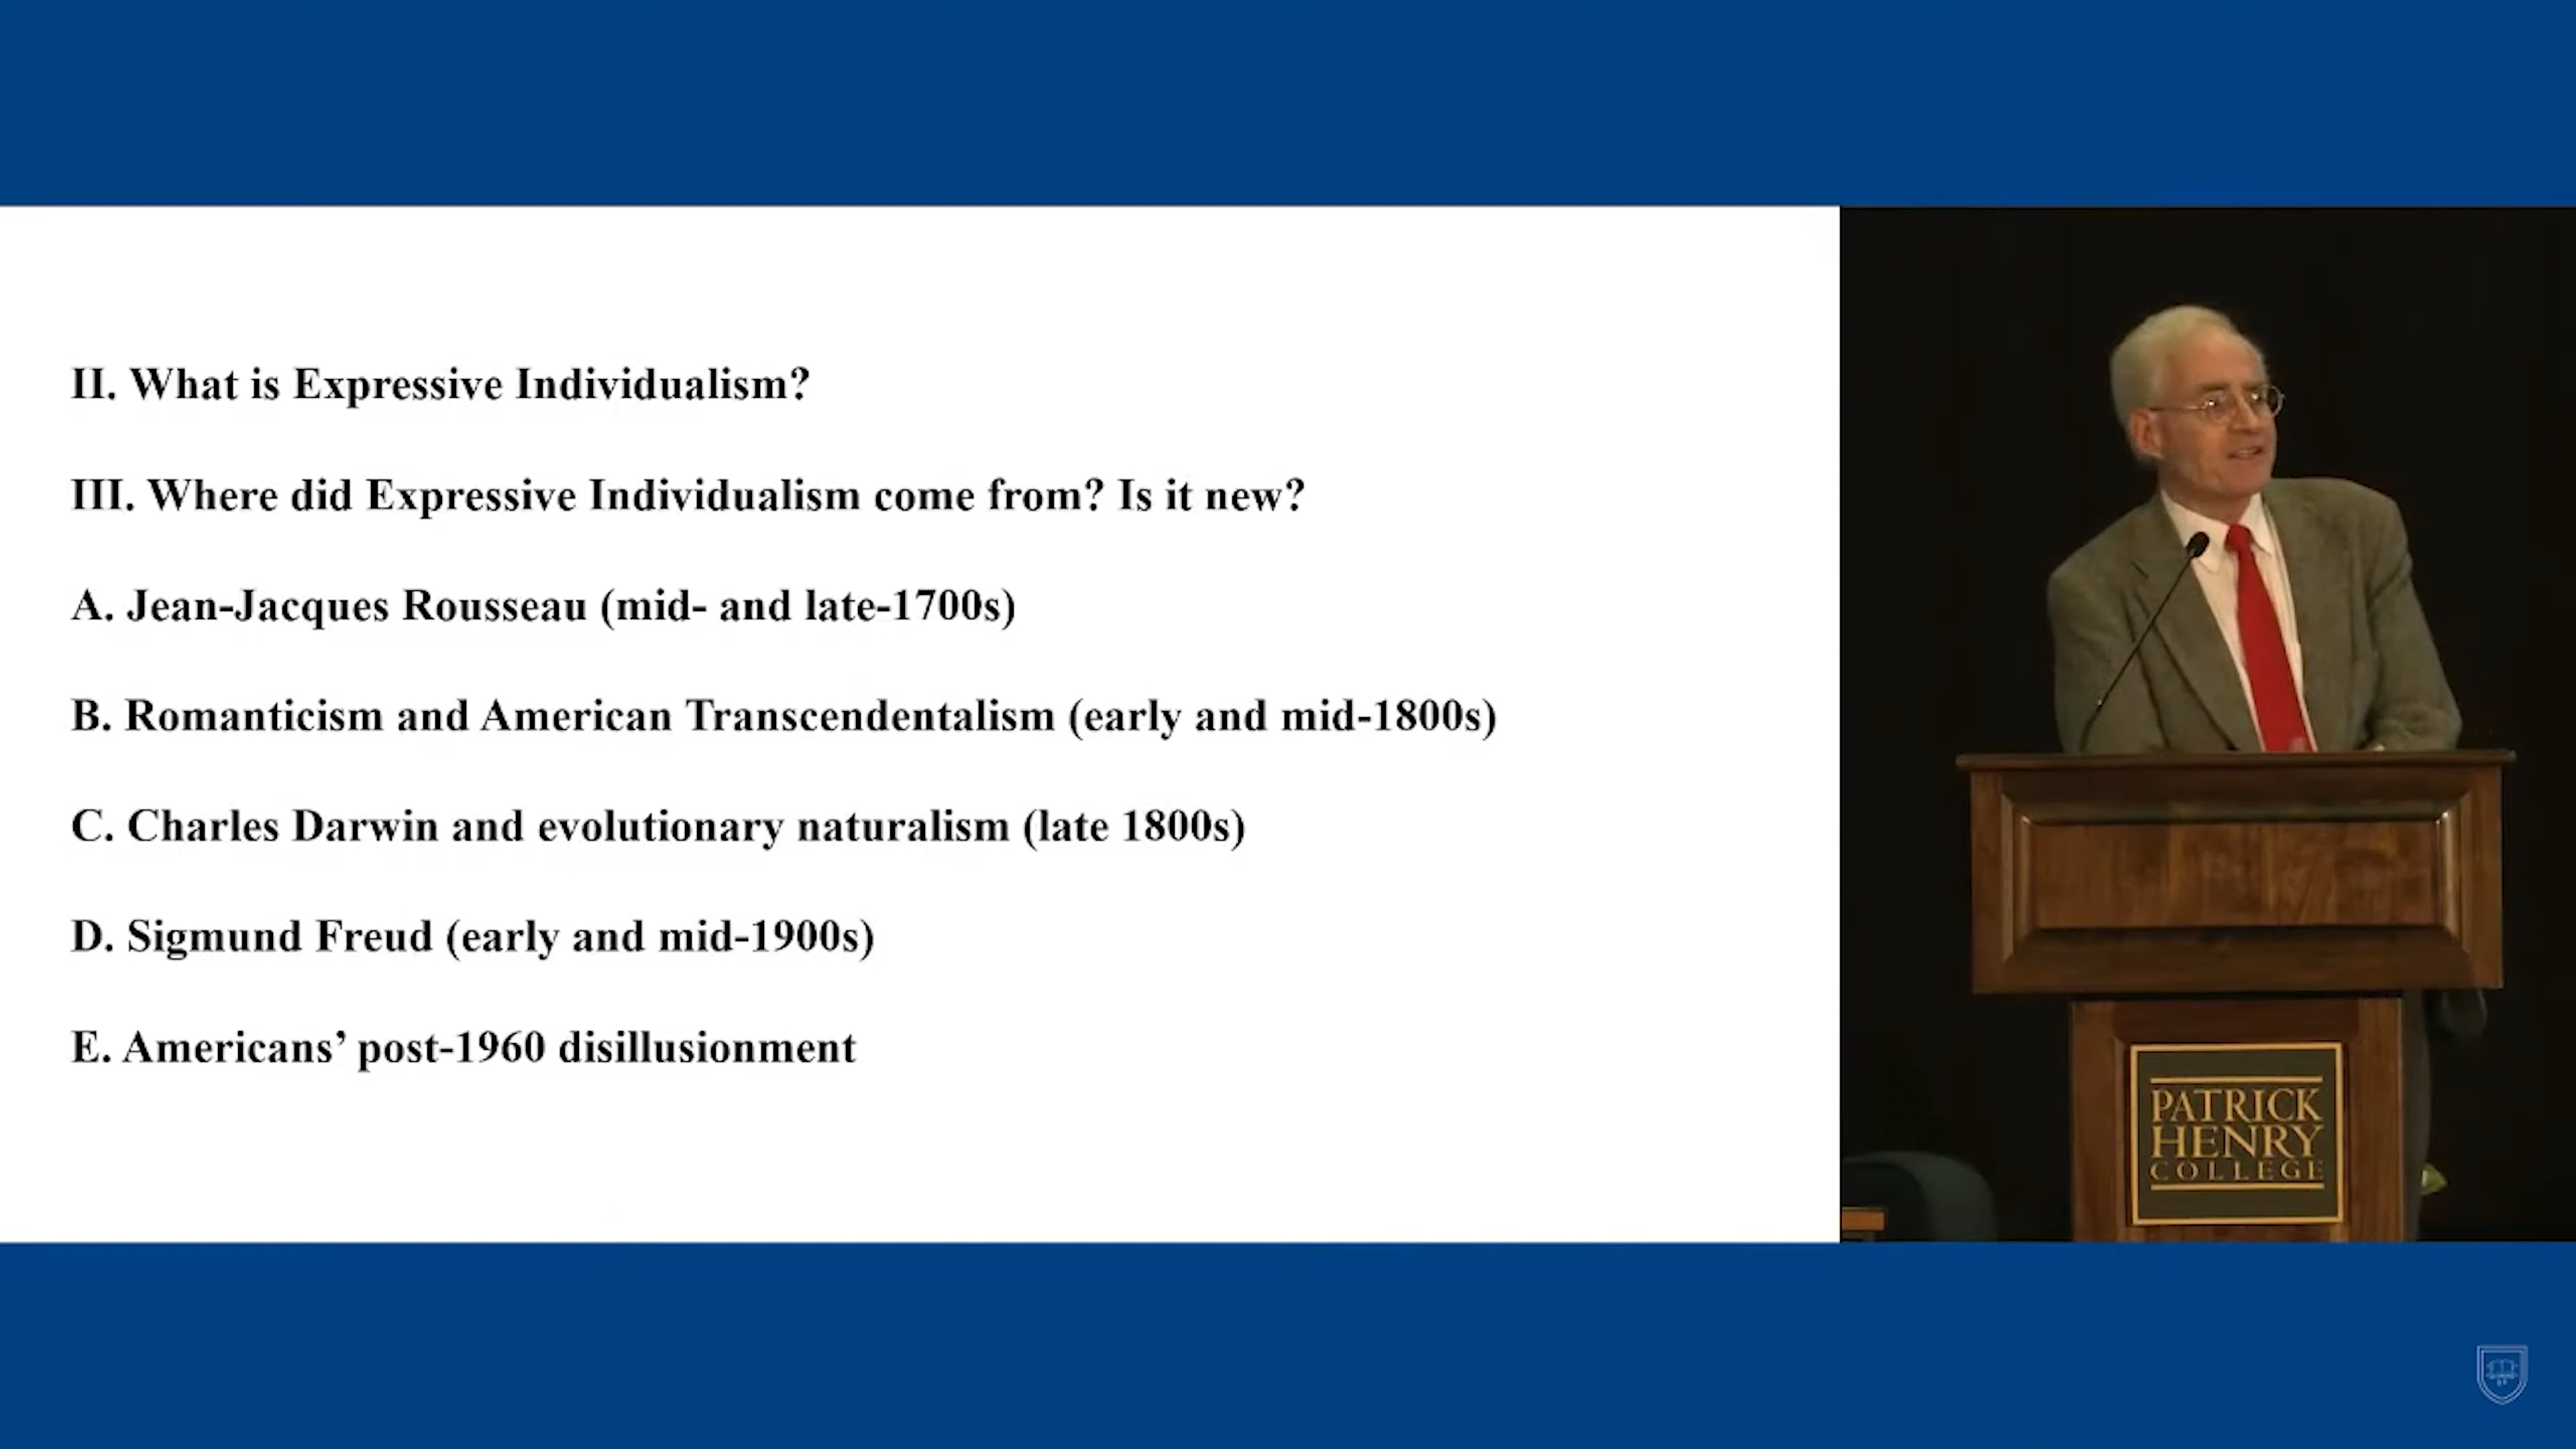 II. What is Expressive Individualism?
III. Where did Expressive Individualism come from? Is it new?
A. Jean-Jacques Rousseau (mid- and late-1700s)
B. Romanticism and American Transcendentalism (early and mid-1800s)
C. Charles Darwin and evolutionary naturalism (late 1800s)
D. Sigmund Freud (early and mid-1900s)
E. Americans’ post-1960 disillusionment
PATRICK
HENRY
COLLEGE